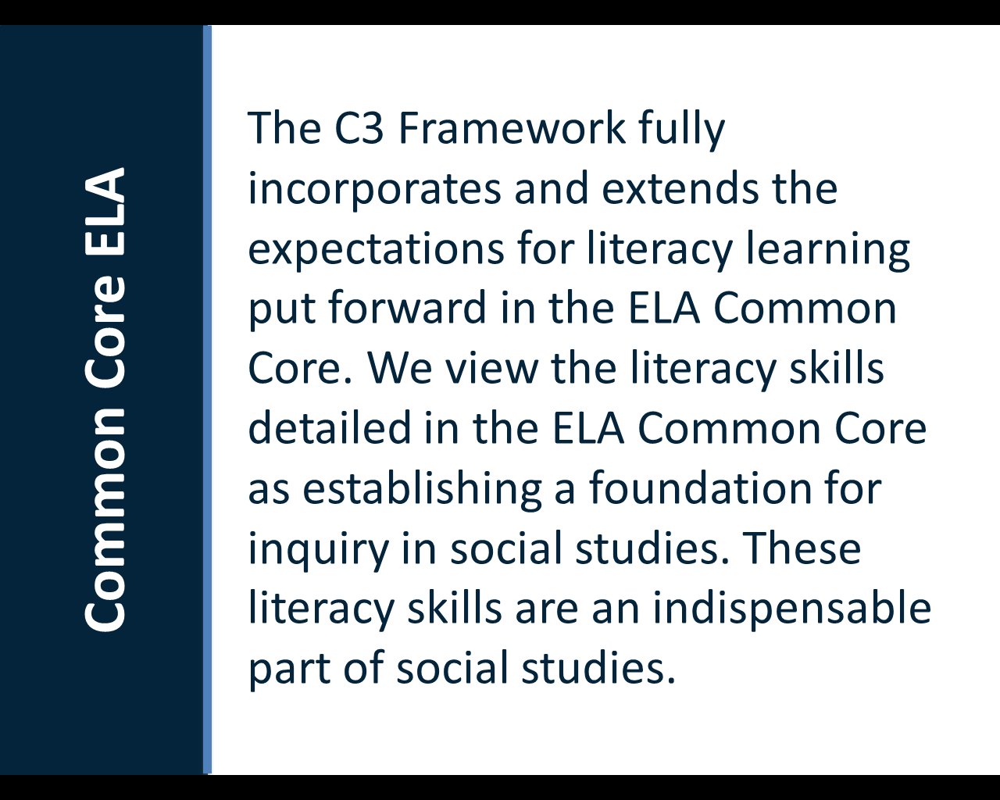 Common Core ELA
The C3 Framework fully
incorporates and extends the
expectations for literacy learning
put forward in the ELA Common
Core. We view the literacy skills
detailed in the ELA Common Core
as establishing a foundation for
inquiry in social studies. These
literacy skills are an indispensable
part of social studies.